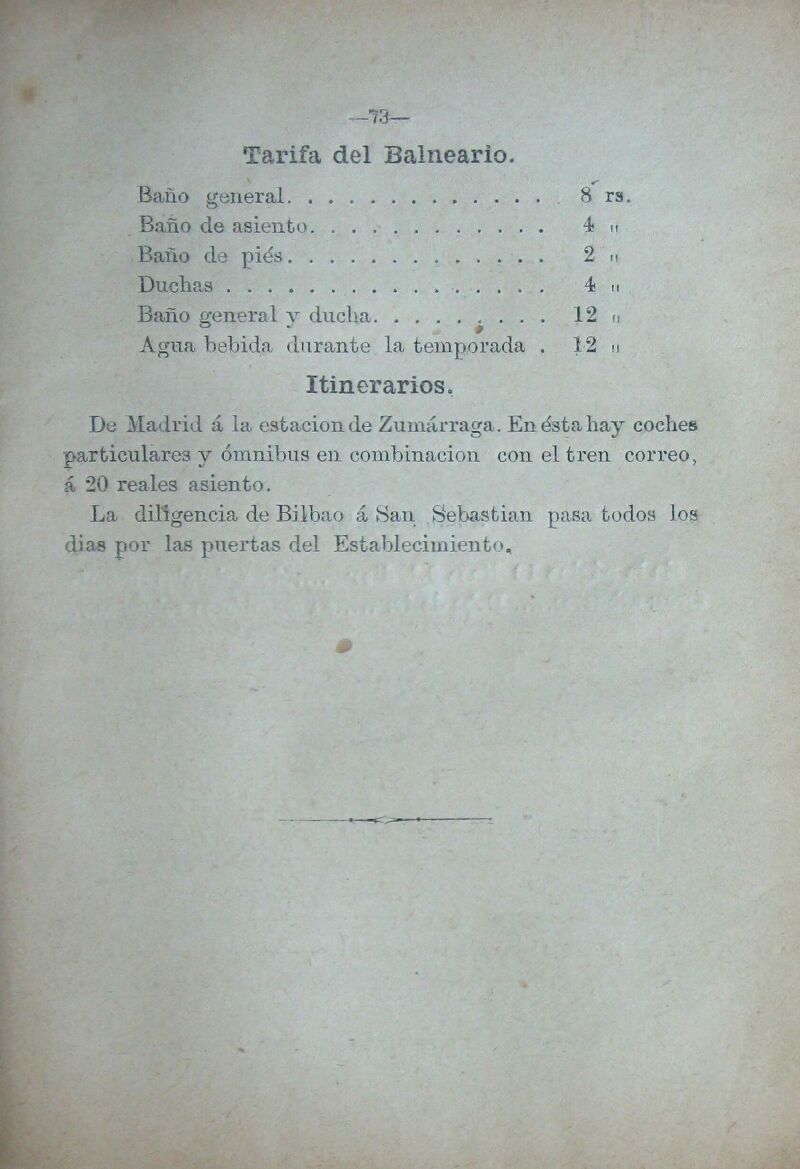 —73—
Tarifa del Balneario.
Baño general. . . . . . . . . . . . . 8 rs.
Baño de asiento. . . . . . . . . . . . 4 "
Baño de piés. . . . . . . . . . . . . 2 "
Duchas . . . . . . . . . . . . . . . 4 "
Baño general y ducha. . . . . . . . . 12 "
Agua bebida durante la temporada . 12 "
Itinerarios.
De Madrid á la estacion de Zumárraga. En ésta hay coches
particulares y ómnibus en combinacion con el tren correo,
á 20 reales asiento.
La diligencia de Bilbao á San Sebastian pasa todos los
dias por las puertas del Establecimiento.